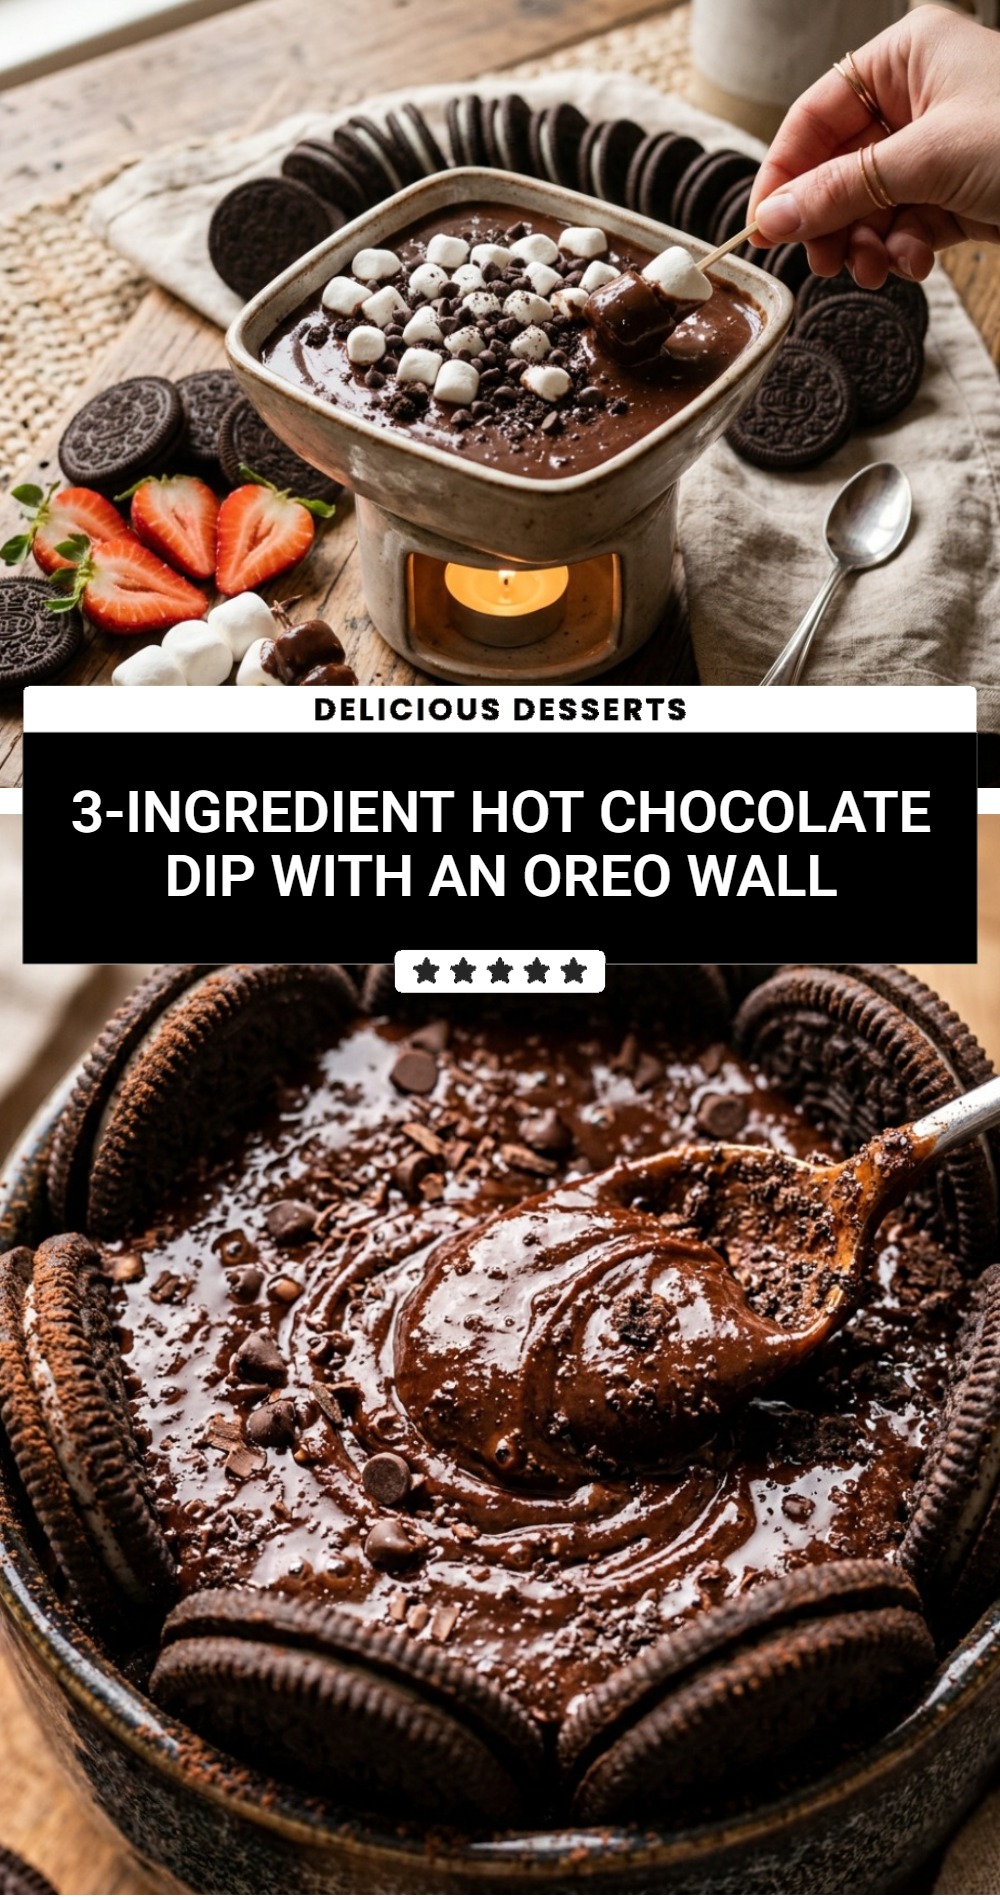 DELICIOUS DESSERTS
3-INGREDIENT HOT CHOCOLATE
DIP WITH AN OREO WALL